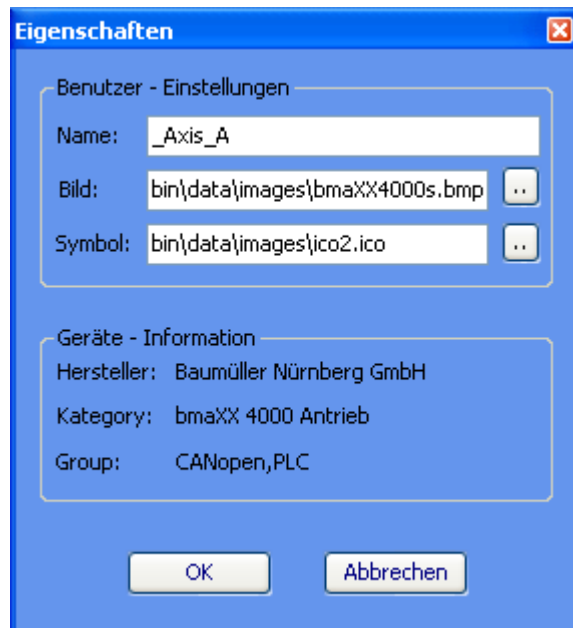 Eigenschaften
Benutzer - Einstellungen
Name: _Axis_A
Bild: bin\data\images\bmaXX4000s.bmp ..
Symbol: bin\data\images\ico2.ico ..
Geräte - Information
Hersteller: Baumüller Nürnberg GmbH
Kategory: bmaXX 4000 Antrieb
Group: CANopen,PLC
OK Abbrechen